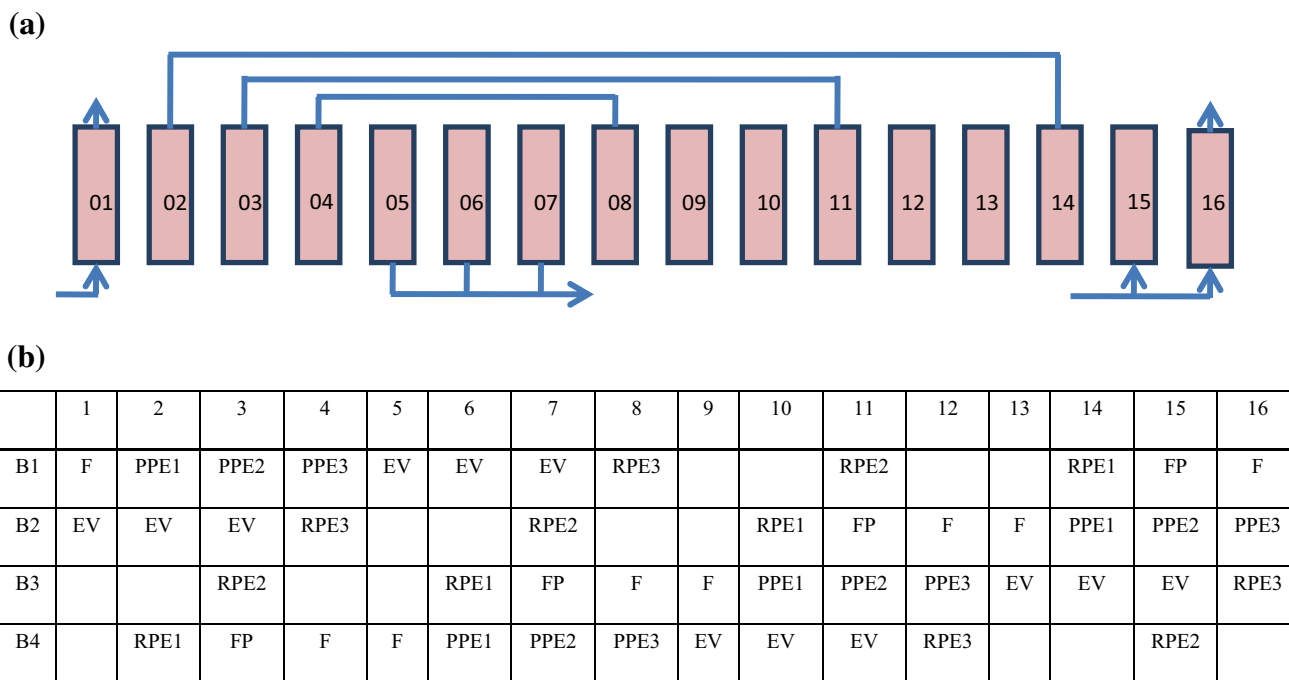 (a)
01 02 03 04 05 06 07 08 09 10 11 12 13 14 15 16
(b)
1 2 3 4 5 6 7 8 9 10 11 12 13 14 15 16
B1 F PPE1 PPE2 PPE3 EV EV EV RPE3 RPE2 RPE1 FP F
B2 EV EV EV RPE3 RPE2 RPE1 FP F F PPE1 PPE2 PPE3
B3 RPE2 RPE1 FP F F PPE1 PPE2 PPE3 EV EV EV RPE3
B4 RPE1 FP F F PPE1 PPE2 PPE3 EV EV EV RPE3 RPE2